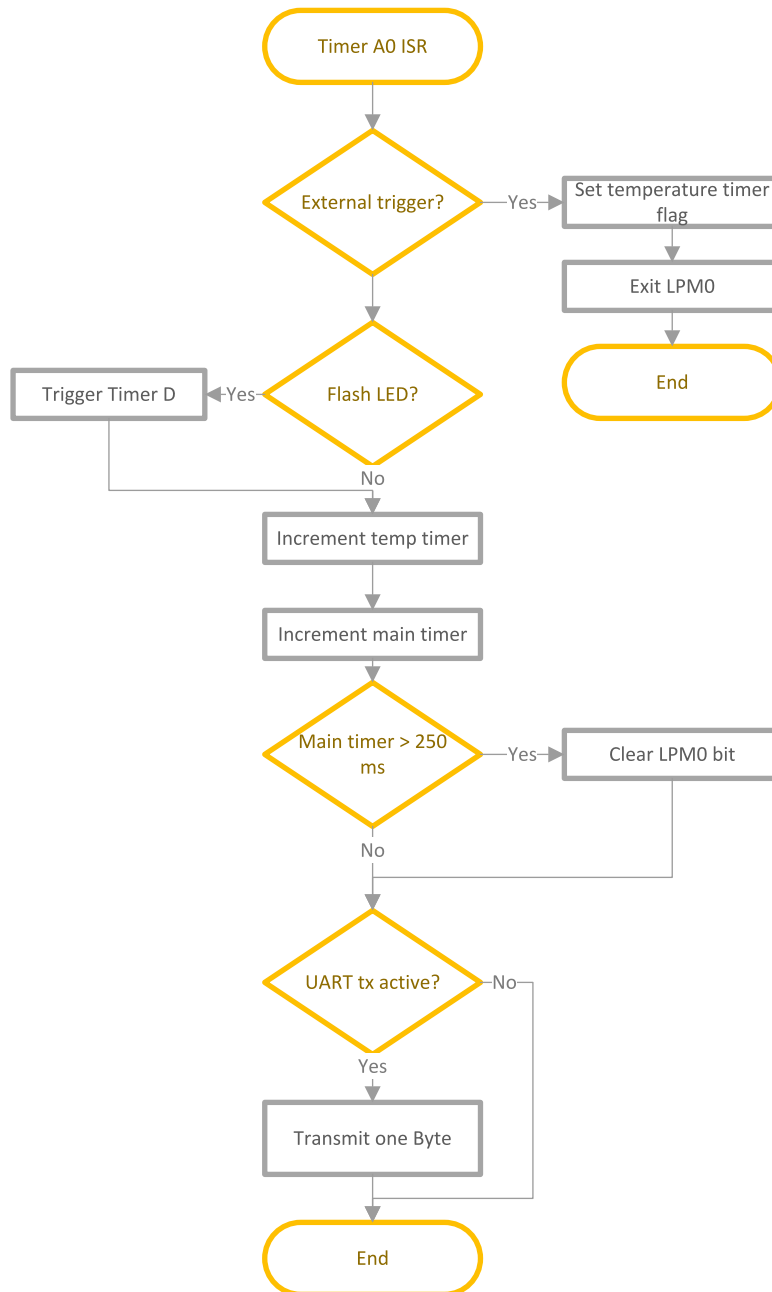 Timer A0 ISR
External trigger?
Yes
Set temperature timer
flag
Exit LPM0
End
Flash LED?
Yes
Trigger Timer D
No
Increment temp timer
Increment main timer
Main timer > 250
ms
Yes
Clear LPM0 bit
No
UART tx active?
No
Yes
Transmit one Byte
End